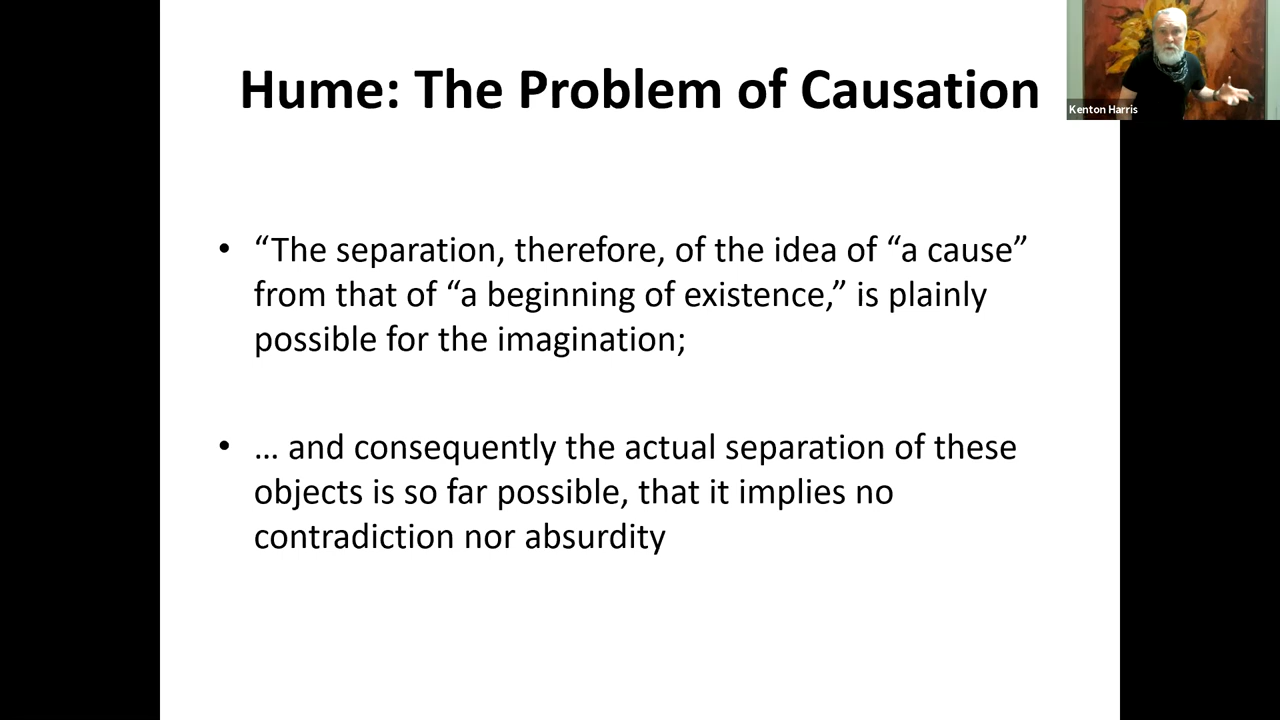 Hume: The Problem of Causation
Kenton Harris
• “The separation, therefore, of the idea of “a cause”
from that of “a beginning of existence,” is plainly
possible for the imagination;
• … and consequently the actual separation of these
objects is so far possible, that it implies no
contradiction nor absurdity